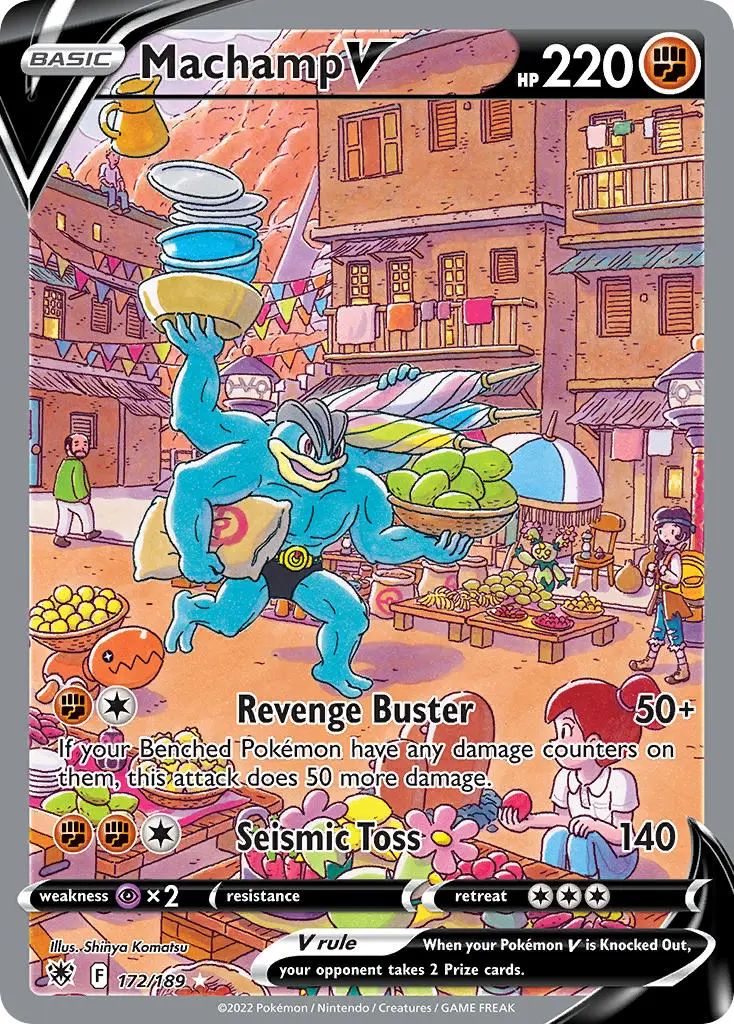 BASIC
Machamp V
HP 220
Revenge Buster 50+
If your Benched Pokémon have any damage counters on
them, this attack does 50 more damage.
Seismic Toss 140
weakness ×2 resistance retreat
Illus. Shinya Komatsu
V rule
When your Pokémon V is Knocked Out,
your opponent takes 2 Prize cards.
F 172/189
©2022 Pokémon / Nintendo / Creatures / GAME FREAK